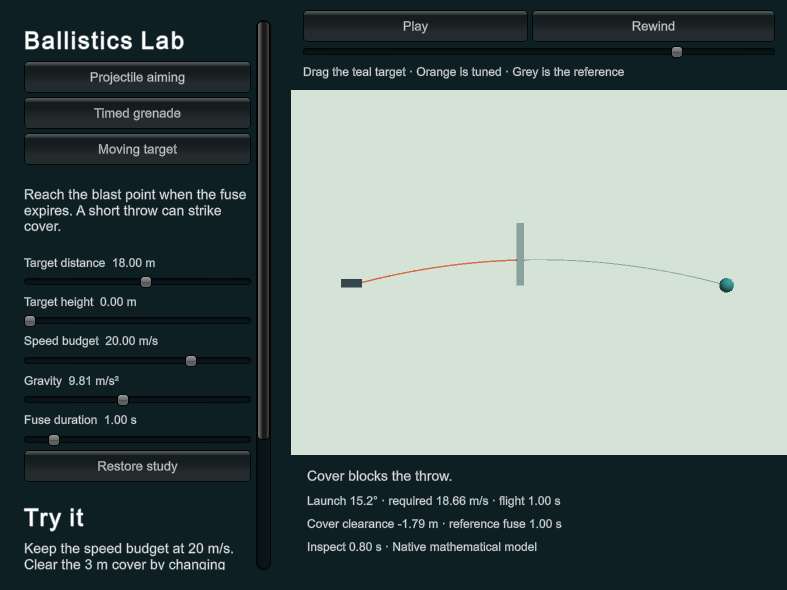 Ballistics Lab
Projectile aiming
Timed grenade
Moving target
Reach the blast point when the fuse
expires. A short throw can strike
cover.
Target distance 18.00 m
Target height 0.00 m
Speed budget 20.00 m/s
Gravity 9.81 m/s²
Fuse duration 1.00 s
Restore study
Try it
Keep the speed budget at 20 m/s.
Clear the 3 m cover by changing
Play
Rewind
Drag the teal target · Orange is tuned · Grey is the reference
Cover blocks the throw.
Launch 15.2° · required 18.66 m/s · flight 1.00 s
Cover clearance -1.79 m · reference fuse 1.00 s
Inspect 0.80 s · Native mathematical model